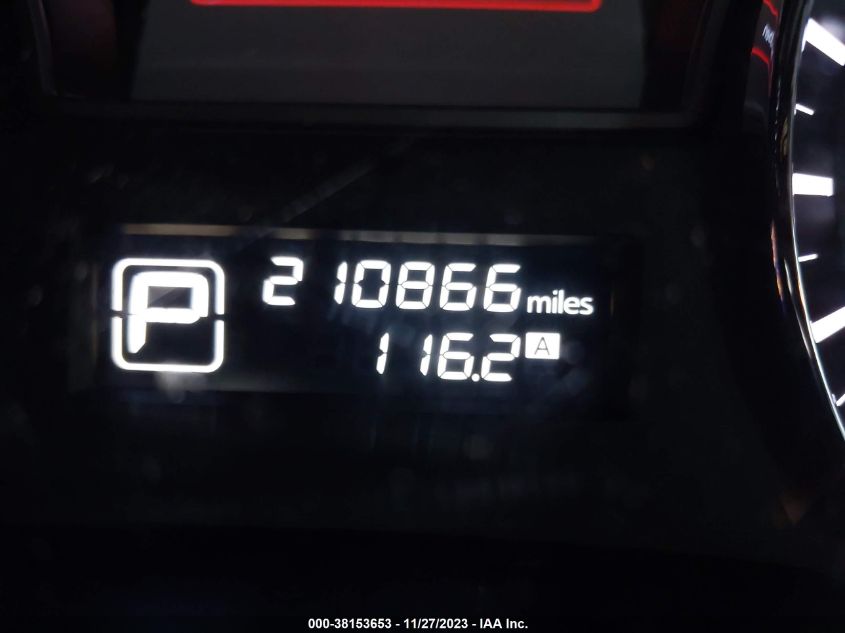 P
210866 miles
116.2 A
000-38153653 - 11/27/2023 - IAA Inc.